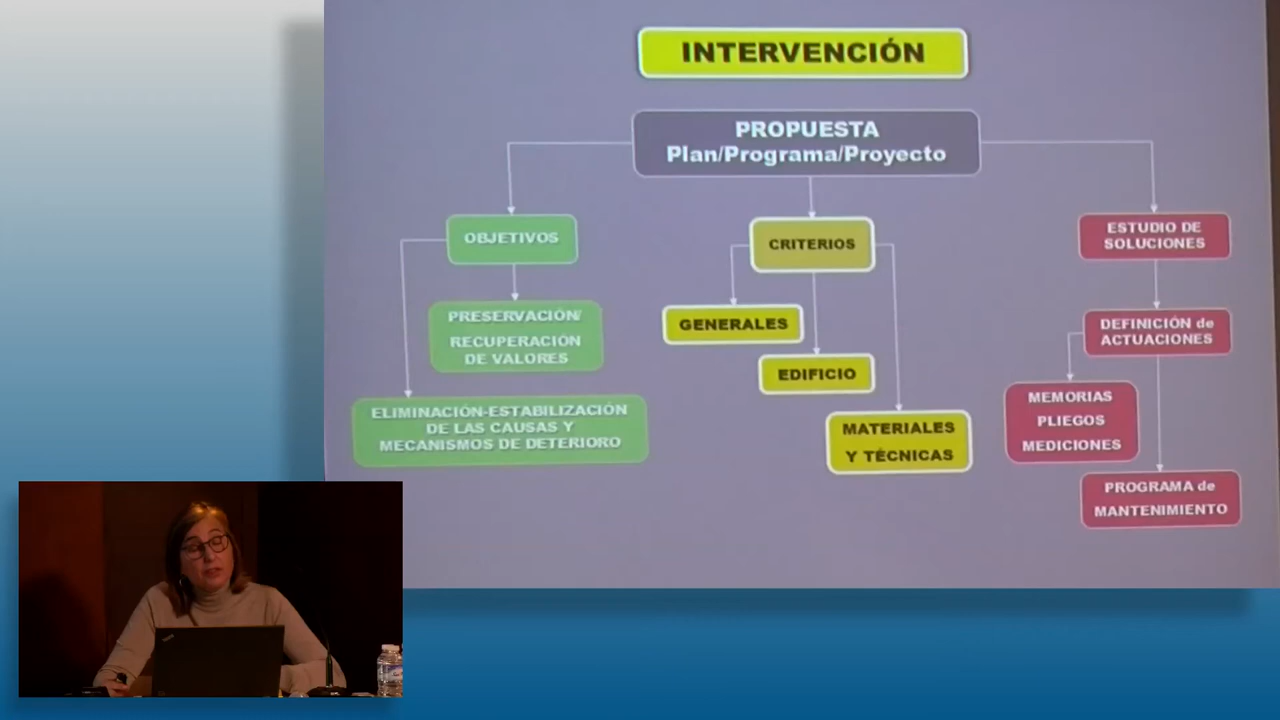 INTERVENCIÓN
PROPUESTA
Plan/Programa/Proyecto
OBJETIVOS
PRESERVACIÓN/
RECUPERACIÓN
DE VALORES
ELIMINACIÓN-ESTABILIZACIÓN
DE LAS CAUSAS Y
MECANISMOS DE DETERIORO
CRITERIOS
GENERALES
EDIFICIO
MATERIALES
Y TÉCNICAS
ESTUDIO DE
SOLUCIONES
DEFINICIÓN de
ACTUACIONES
MEMORIAS
PLIEGOS
MEDICIONES
PROGRAMA de
MANTENIMIENTO